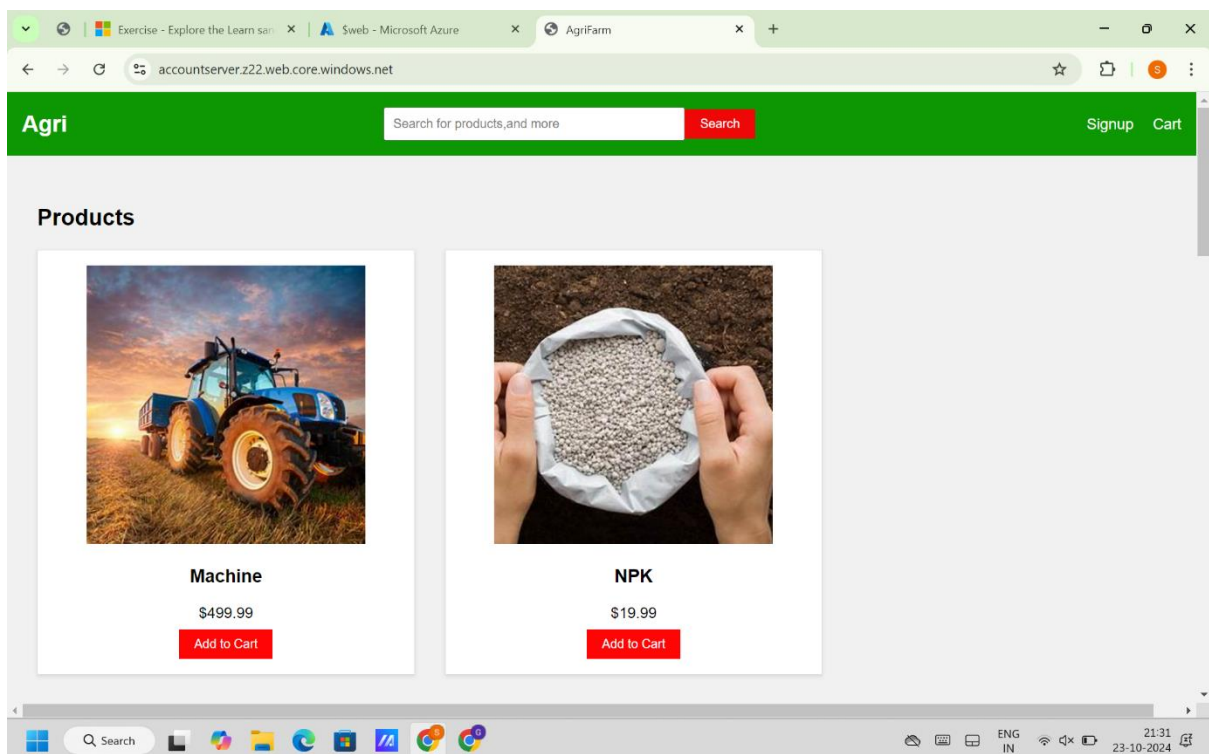 Exercise - Explore the Learn san
$web - Microsoft Azure
AgriFarm
accountserver.z22.web.core.windows.net
S
Agri
Search for products,and more
Search
Signup
Cart
Products
Machine
NPK
$499.99
$19.99
Add to Cart
Add to Cart
Search
S
G
ENG
IN
21:31
23-10-2024